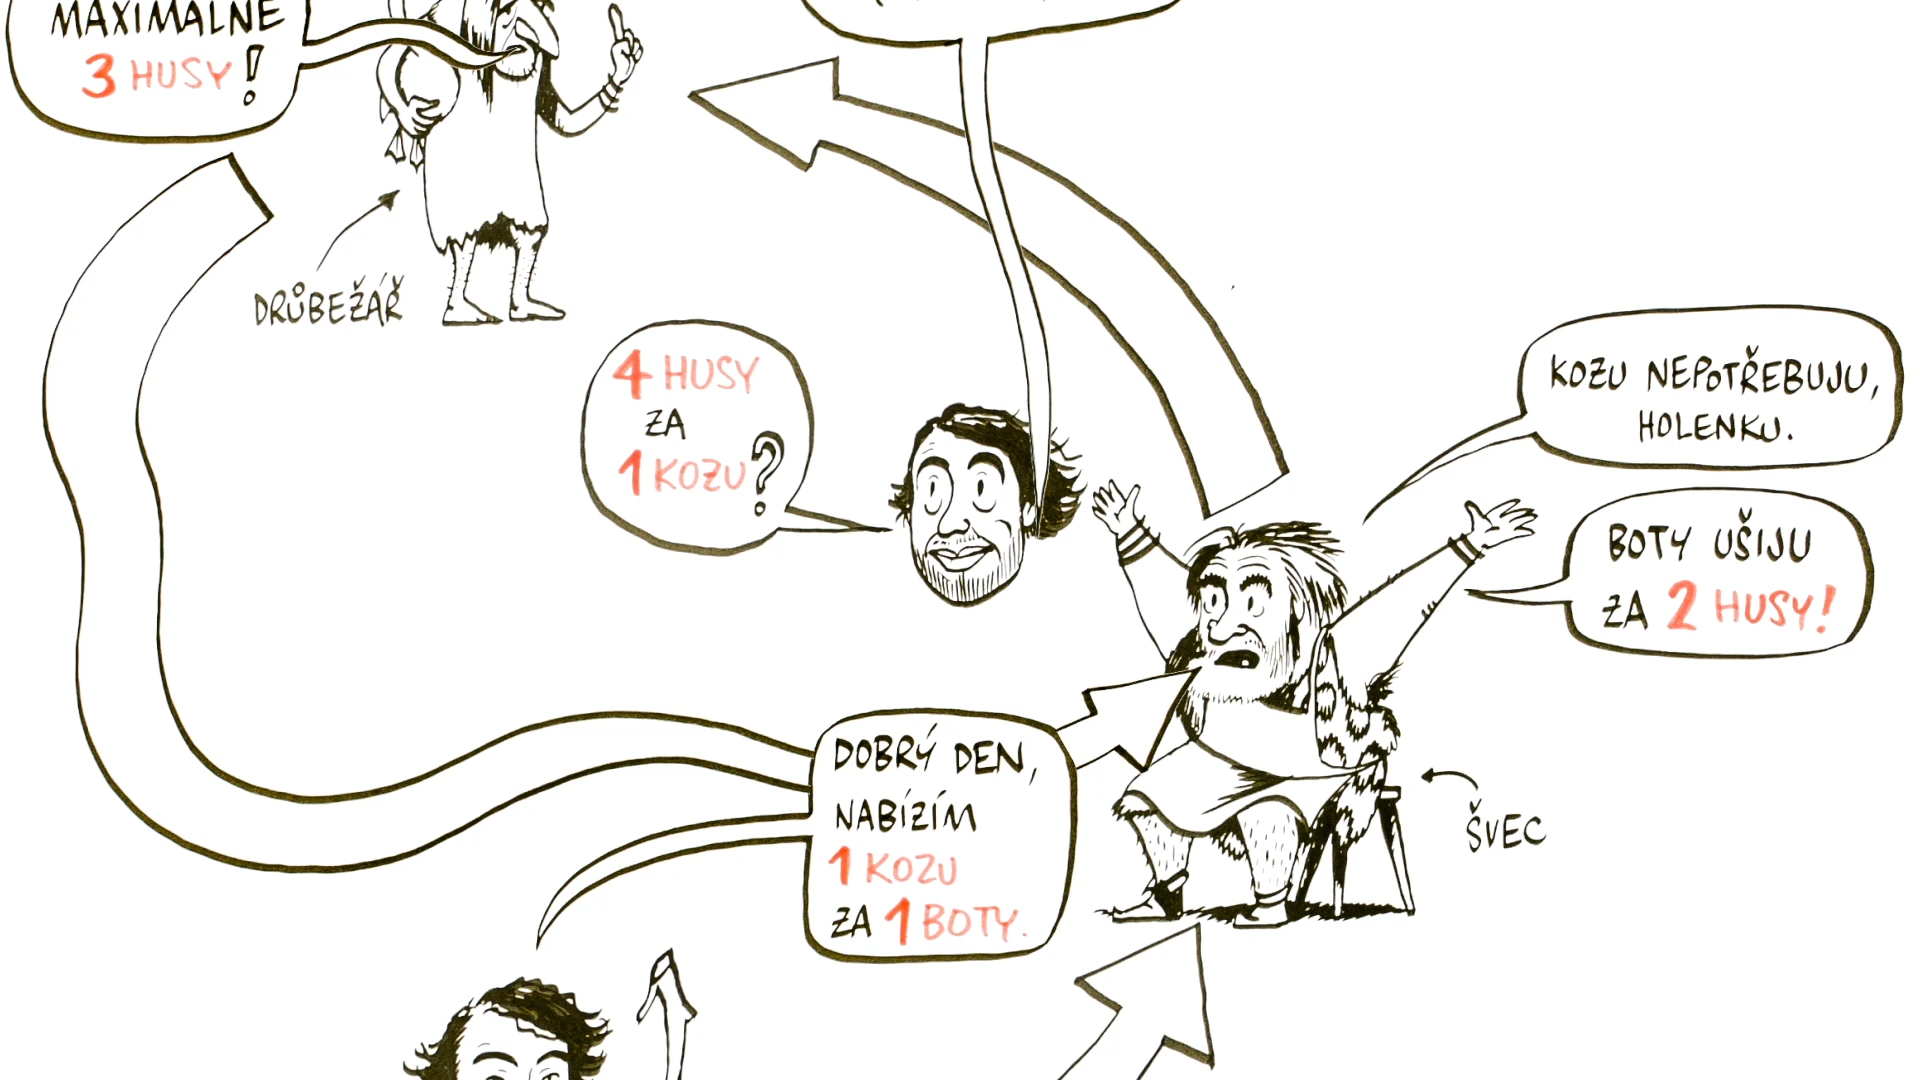 MAXIMÁLNĚ
3 HUSY!
DRŮBEŽÁŘ
4 HUSY
ZA
1 KOZU?
KOZU NEPOTŘEBUJU,
HOLENKU.
BOTY UŠIJU
ZA 2 HUSY!
DOBRÝ DEN,
NABÍZÍM
1 KOZU
ZA 1 BOTY.
ŠVEC